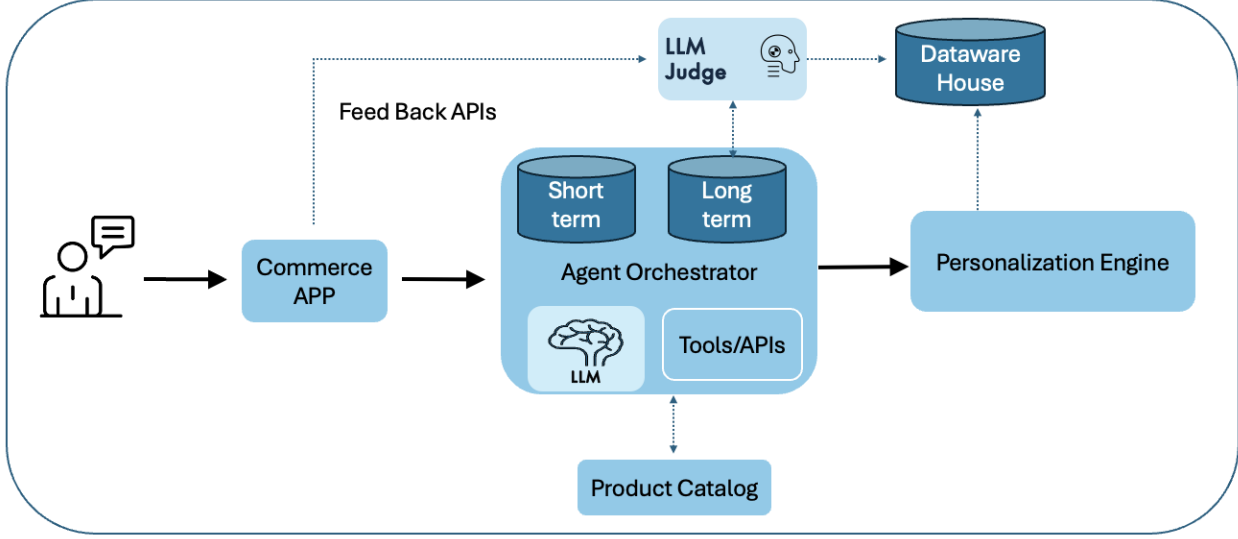 LLM
Judge
Dataware
House
Feed Back APIs
Short
term
Long
term
Commerce
APP
Agent Orchestrator
Personalization Engine
LLM
Tools/APIs
Product Catalog